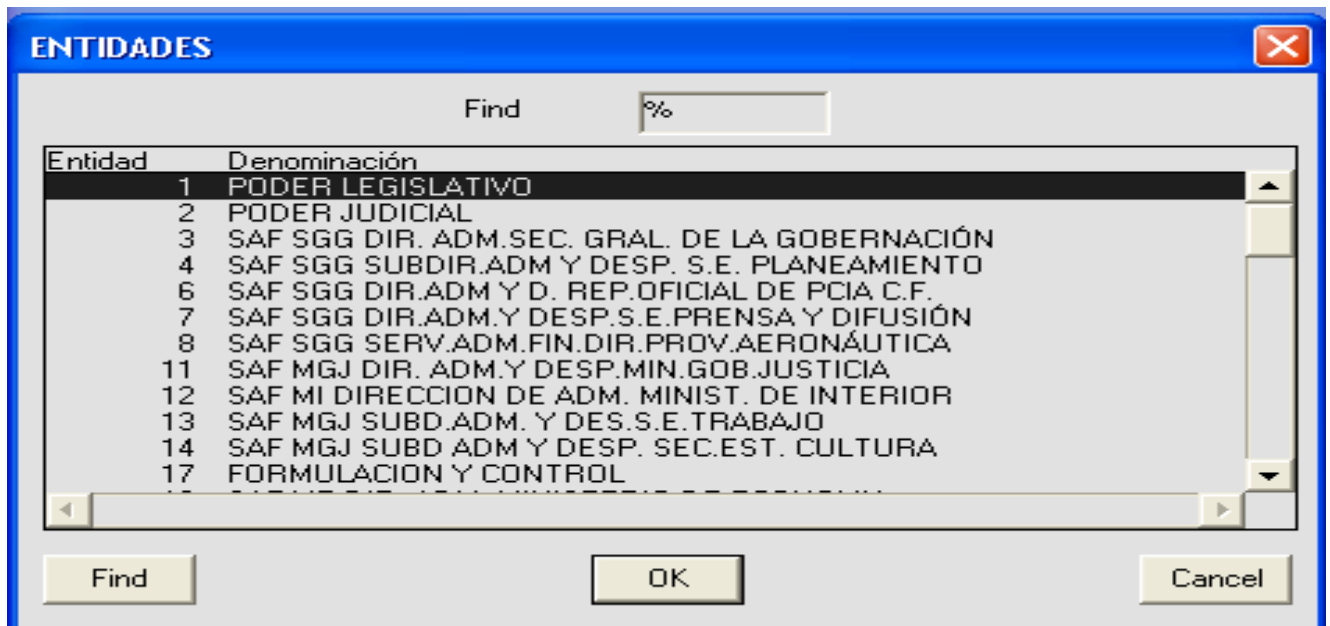 ENTIDADES
Find %
Entidad Denominación
1 PODER LEGISLATIVO
2 PODER JUDICIAL
3 SAF SGG DIR. ADM.SEC. GRAL. DE LA GOBERNACIÓN
4 SAF SGG SUBDIR.ADM Y DESP. S.E. PLANEAMIENTO
6 SAF SGG DIR.ADM Y D. REP.OFICIAL DE PCIA C.F.
7 SAF SGG DIR.ADM.Y DESP.S.E.PRENSA Y DIFUSIÓN
8 SAF SGG SERV.ADM.FIN.DIR.PROV.AERONÁUTICA
11 SAF MGJ DIR. ADM.Y DESP.MIN.GOB.JUSTICIA
12 SAF MI DIRECCION DE ADM. MINIST. DE INTERIOR
13 SAF MGJ SUBD.ADM. Y DES.S.E.TRABAJO
14 SAF MGJ SUBD ADM Y DESP. SEC.EST. CULTURA
17 FORMULACION Y CONTROL
Find OK Cancel